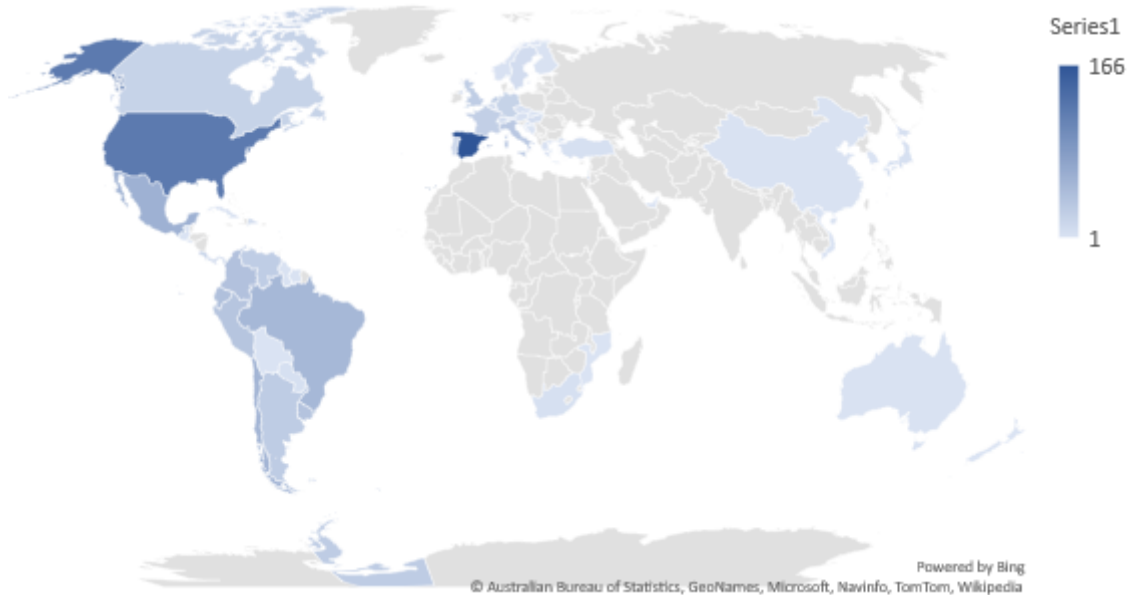 Series1
166
1
Powered by Bing
© Australian Bureau of Statistics, GeoNames, Microsoft, Navinfo, TomTom, Wikipedia